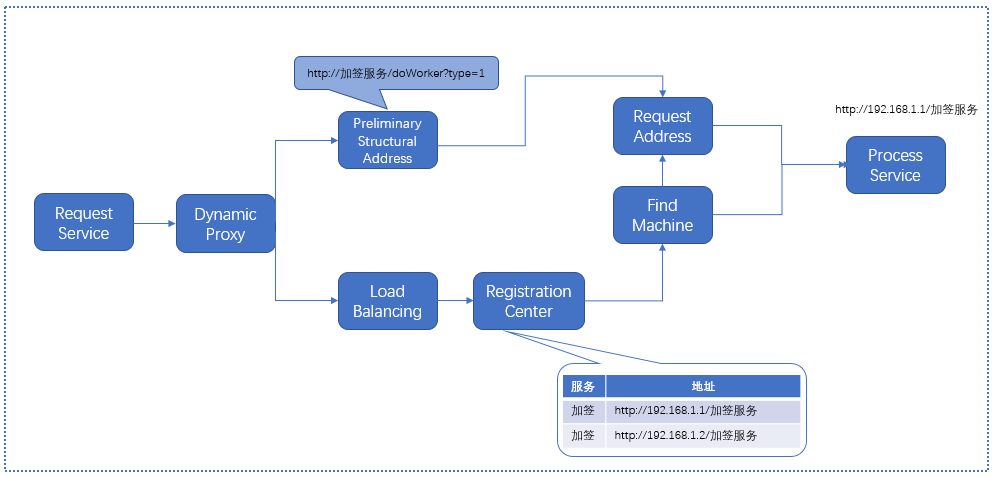 http://加签服务/doWorker?type=1
Preliminary
Structural
Address
Request
Address
http://192.168.1.1/加签服务
Process
Service
Request
Service
Dynamic
Proxy
Find
Machine
Load
Balancing
Registration
Center
服务 地址
加签 http://192.168.1.1/加签服务
加签 http://192.168.1.2/加签服务